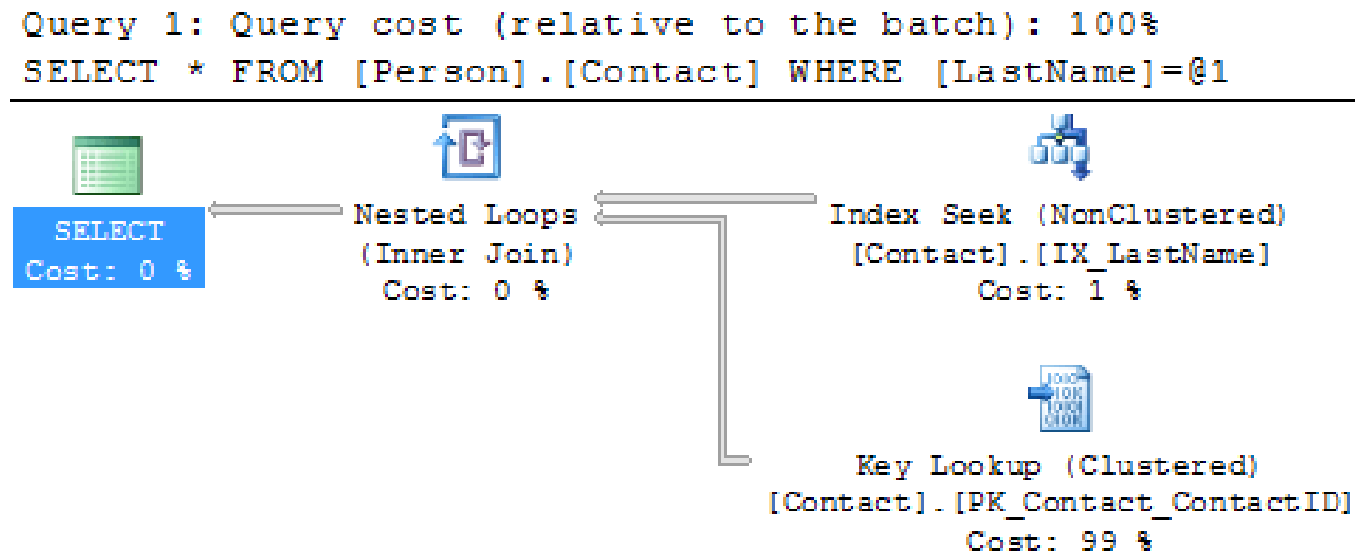 Query 1: Query cost (relative to the batch): 100%
SELECT * FROM [Person].[Contact] WHERE [LastName]=@1
SELECT
Cost: 0 %
Nested Loops
(Inner Join)
Cost: 0 %
Index Seek (NonClustered)
[Contact].[IX_LastName]
Cost: 1 %
Key Lookup (Clustered)
[Contact].[PK_Contact_ContactID]
Cost: 99 %